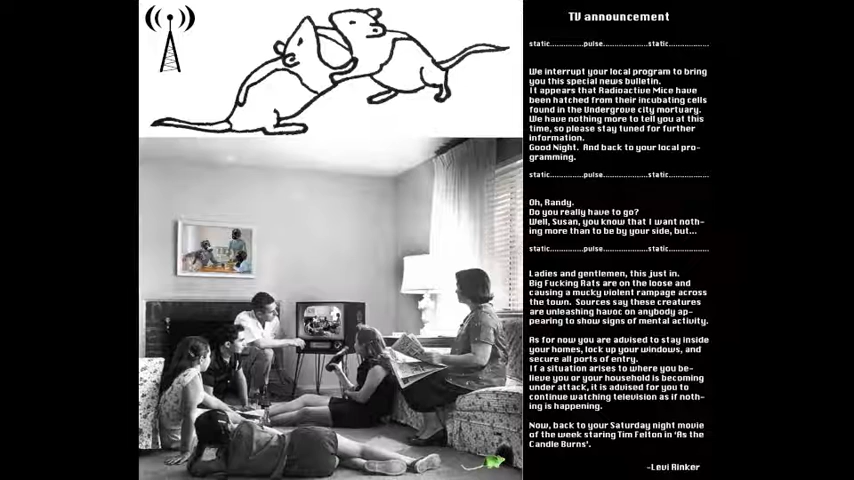 TV announcement
static...............pulse....................static..................
We interrupt your local program to bring
you this special news bulletin.
It appears that Radioactive Mice have
been hatched from their incubating cells
found in the Undergrove city mortuary.
We have nothing more to tell you at this
time, so please stay tuned for further
information.
Good Night.  And back to your local pro-
gramming.
static...............pulse....................static..................
Oh, Randy.
Do you really have to go?
Well, Susan, you know that I want noth-
ing more than to be by your side, but...
static...............pulse....................static..................
Ladies and gentlemen, this just in.
Big Fucking Rats are on the loose and
causing a mucky violent rampage across
the town.  Sources say these creatures
are unleashing havoc on anybody ap-
pearing to show signs of mental activity.
As for now you are advised to stay inside
your homes, lock up your windows, and
secure all ports of entry.
If a situation arises to where you be-
lieve you or your household is becoming
under attack, it is advised for you to
continue watching television as if noth-
ing is happening.
Now, back to your Saturday night movie
of the week staring Tim Felton in 'As the
Candle Burns'.
-Levi Rinker